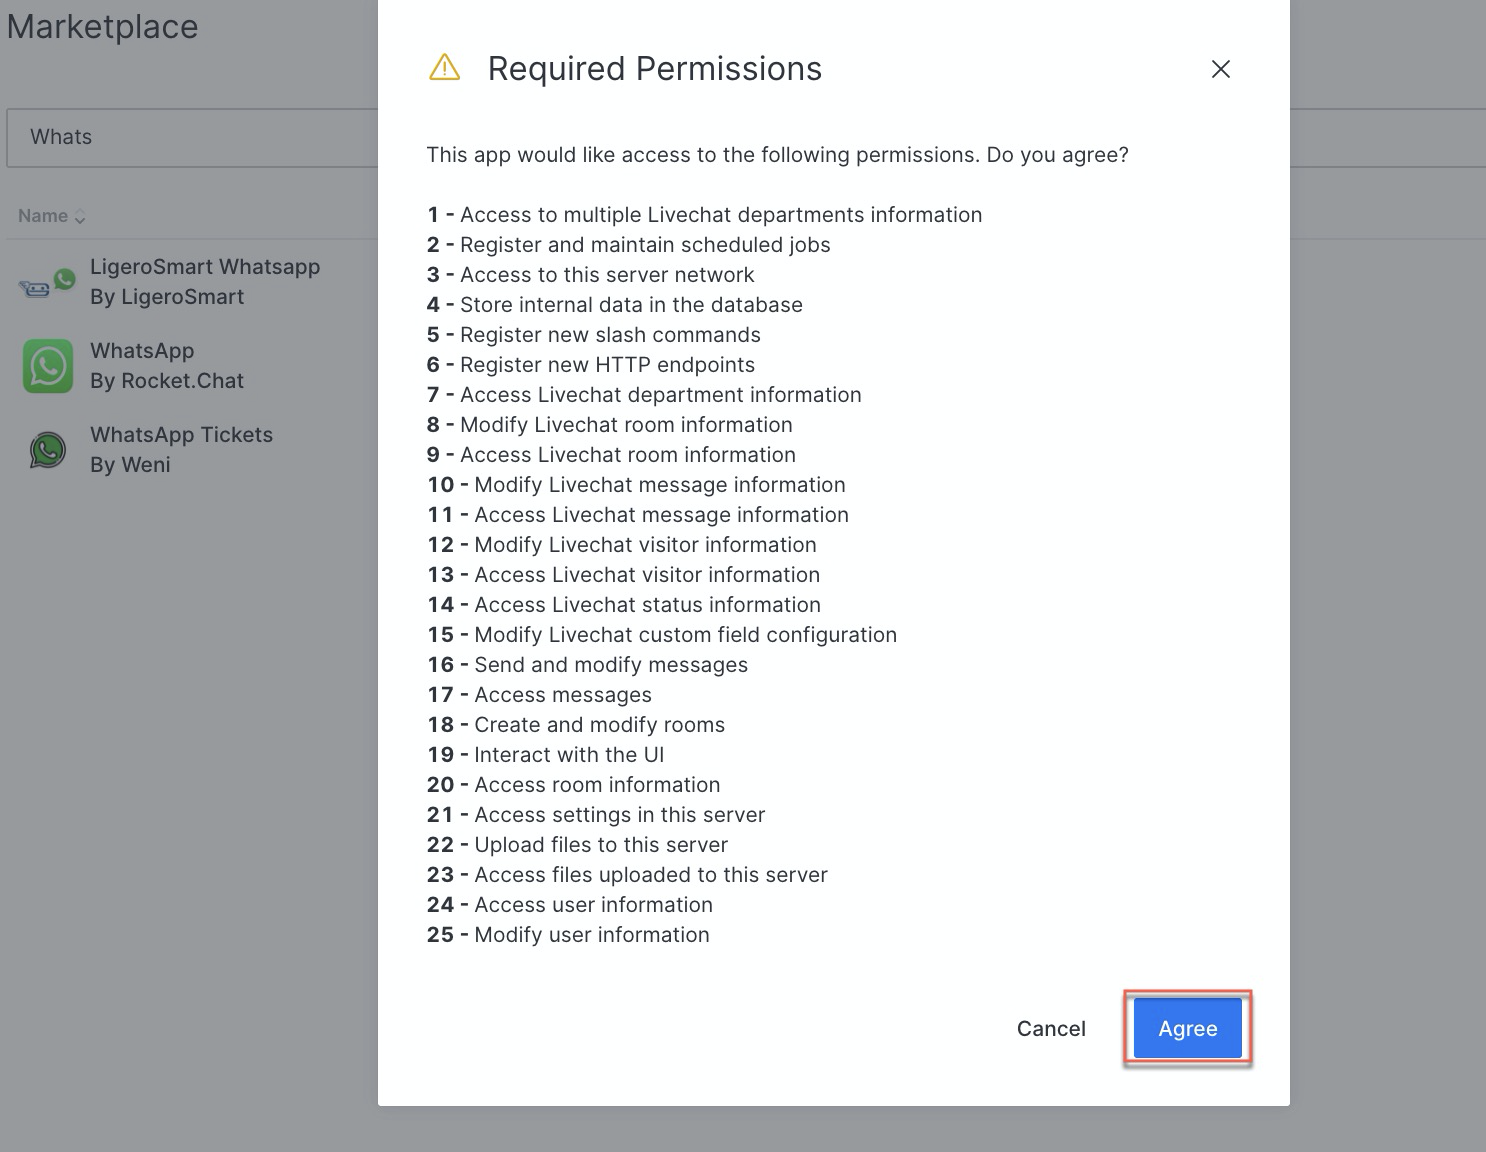 Marketplace
Whats
Name
LigeroSmart Whatsapp
By LigeroSmart
WhatsApp
By Rocket.Chat
WhatsApp Tickets
By Weni
Required Permissions
This app would like access to the following permissions. Do you agree?
1 - Access to multiple Livechat departments information
2 - Register and maintain scheduled jobs
3 - Access to this server network
4 - Store internal data in the database
5 - Register new slash commands
6 - Register new HTTP endpoints
7 - Access Livechat department information
8 - Modify Livechat room information
9 - Access Livechat room information
10 - Modify Livechat message information
11 - Access Livechat message information
12 - Modify Livechat visitor information
13 - Access Livechat visitor information
14 - Access Livechat status information
15 - Modify Livechat custom field configuration
16 - Send and modify messages
17 - Access messages
18 - Create and modify rooms
19 - Interact with the UI
20 - Access room information
21 - Access settings in this server
22 - Upload files to this server
23 - Access files uploaded to this server
24 - Access user information
25 - Modify user information
Cancel
Agree